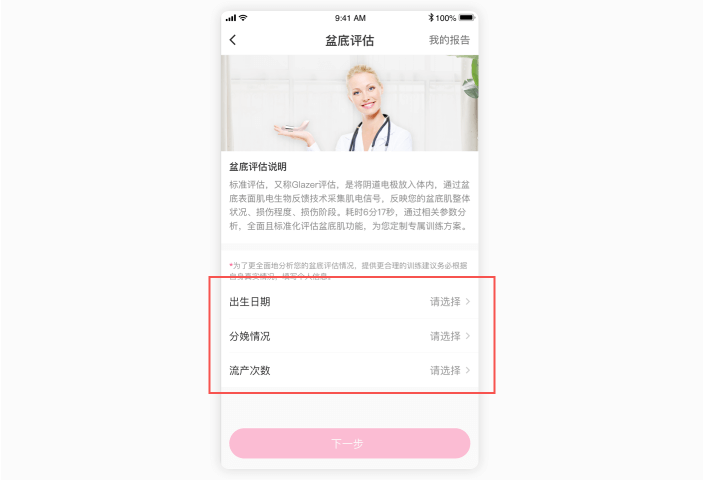 9:41 AM
100%
盆底评估
我的报告
盆底评估说明
标准评估，又称Glazer评估，是将阴道电极放入体内，通过盆
底表面肌电生物反馈技术采集肌电信号，反映您的盆底肌整体
状况、损伤程度、损伤阶段。耗时6分17秒，通过相关参数分
析，全面且标准化评估盆底肌功能，为您定制专属训练方案。
*为了更全面地分析您的盆底评估情况，提供更合理的训练建议务必根据
自身真实情况，填写个人信息。
出生日期 请选择
分娩情况 请选择
流产次数 请选择
下一步